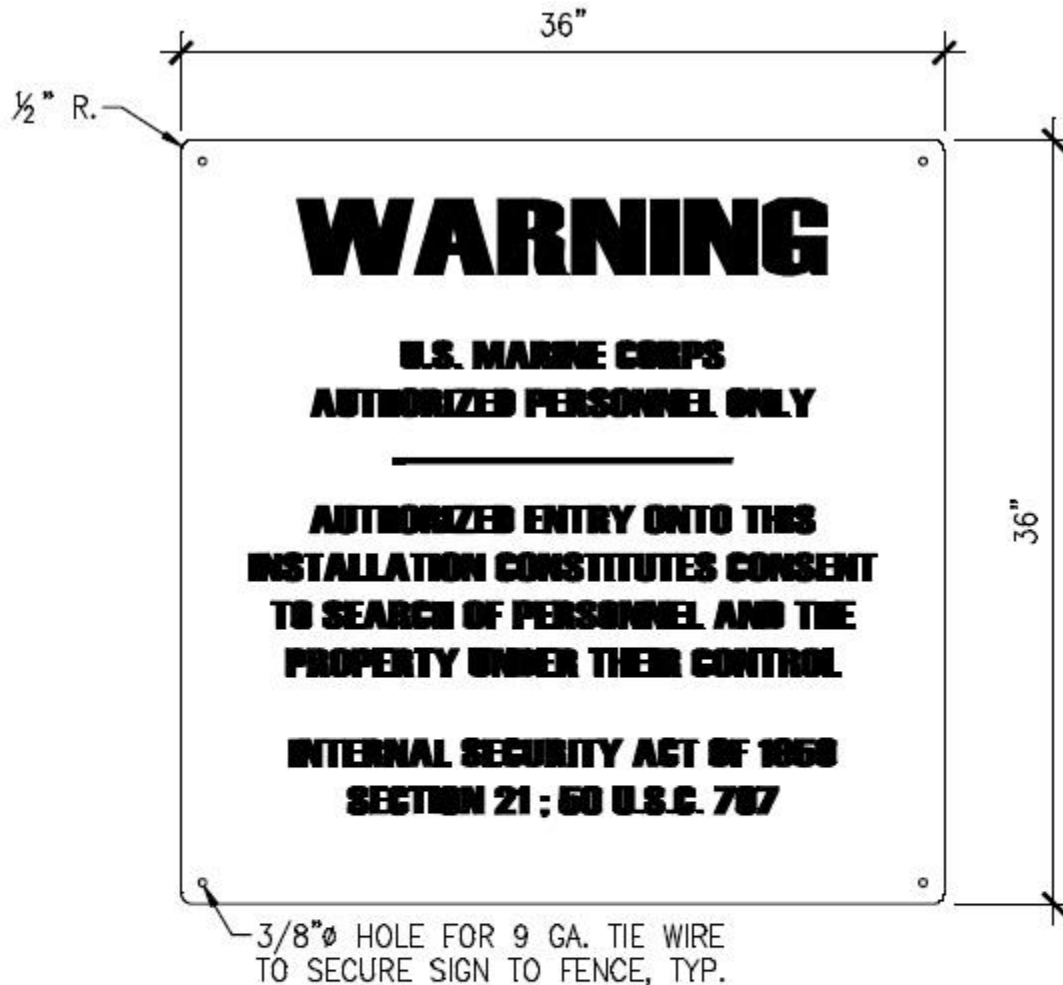 36"
½" R.
WARNING
U.S. MARINE CORPS
AUTHORIZED PERSONNEL ONLY
AUTHORIZED ENTRY ONTO THIS
INSTALLATION CONSTITUTES CONSENT
TO SEARCH OF PERSONNEL AND THE
PROPERTY UNDER THEIR CONTROL
INTERNAL SECURITY ACT OF 1950
SECTION 21 ; 50 U.S.C. 797
36"
3/8"ø HOLE FOR 9 GA. TIE WIRE
TO SECURE SIGN TO FENCE, TYP.